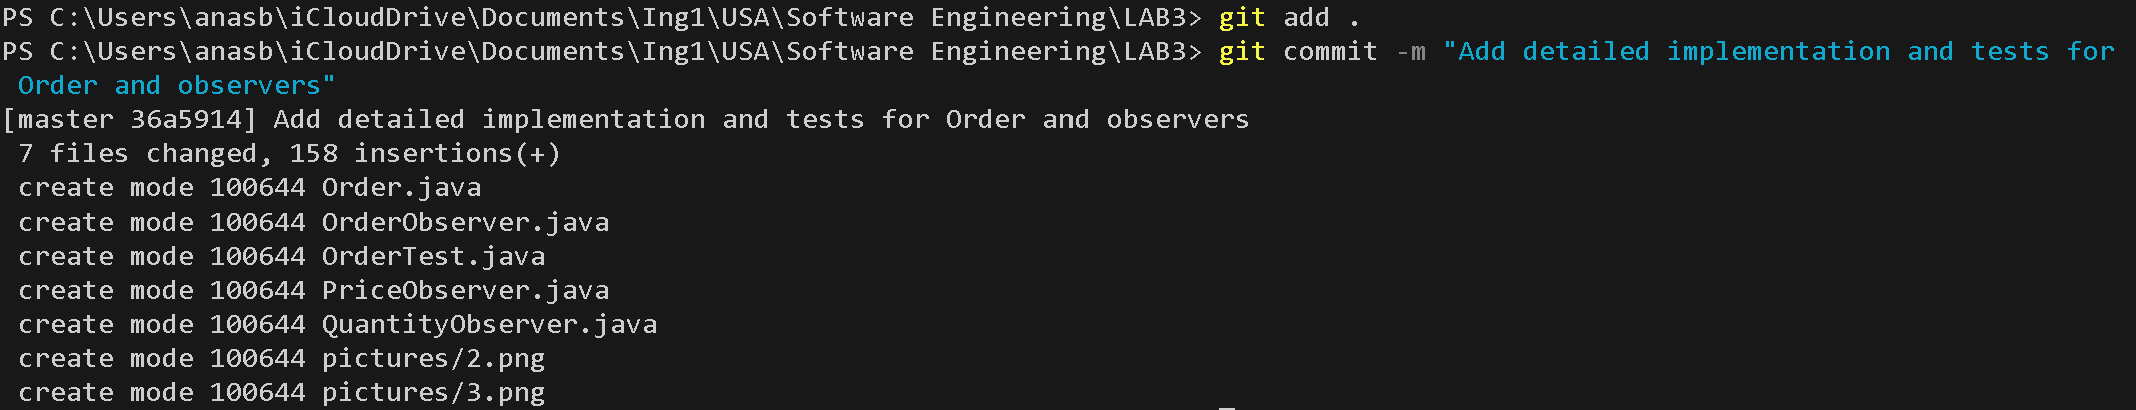 PS C:\Users\anasb\iCloudDrive\Documents\Ing1\USA\Software Engineering\LAB3> git add .
PS C:\Users\anasb\iCloudDrive\Documents\Ing1\USA\Software Engineering\LAB3> git commit -m "Add detailed implementation and tests for
 Order and observers"
[master 36a5914] Add detailed implementation and tests for Order and observers
 7 files changed, 158 insertions(+)
 create mode 100644 Order.java
 create mode 100644 OrderObserver.java
 create mode 100644 OrderTest.java
 create mode 100644 PriceObserver.java
 create mode 100644 QuantityObserver.java
 create mode 100644 pictures/2.png
 create mode 100644 pictures/3.png